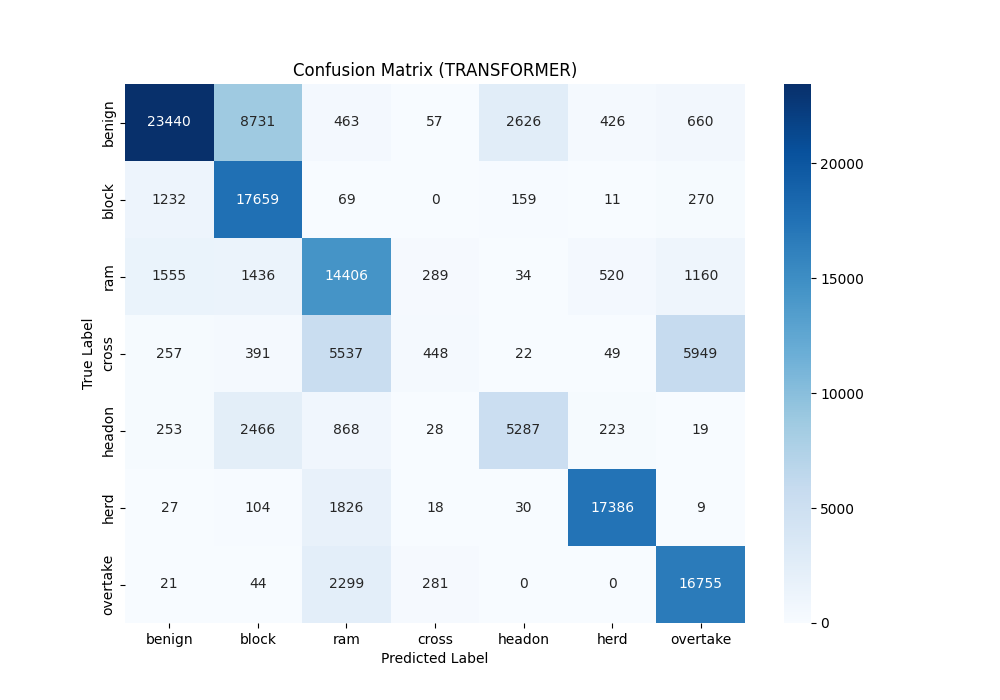 Confusion Matrix (TRANSFORMER)
True Label
benign 23440 8731 463 57 2626 426 660
block 1232 17659 69 0 159 11 270
ram 1555 1436 14406 289 34 520 1160
cross 257 391 5537 448 22 49 5949
headon 253 2466 868 28 5287 223 19
herd 27 104 1826 18 30 17386 9
overtake 21 44 2299 281 0 0 16755
benign block ram cross headon herd overtake
Predicted Label
20000
15000
10000
5000
0